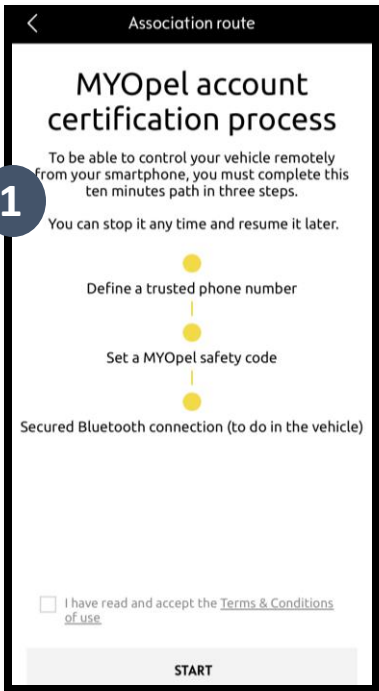 Association route
MYOpel account
certification process
To be able to control your vehicle remotely
from your smartphone, you must complete this
ten minutes path in three steps.
1
You can stop it any time and resume it later.
Define a trusted phone number
Set a MYOpel safety code
Secured Bluetooth connection (to do in the vehicle)
I have read and accept the Terms & Conditions
of use
START